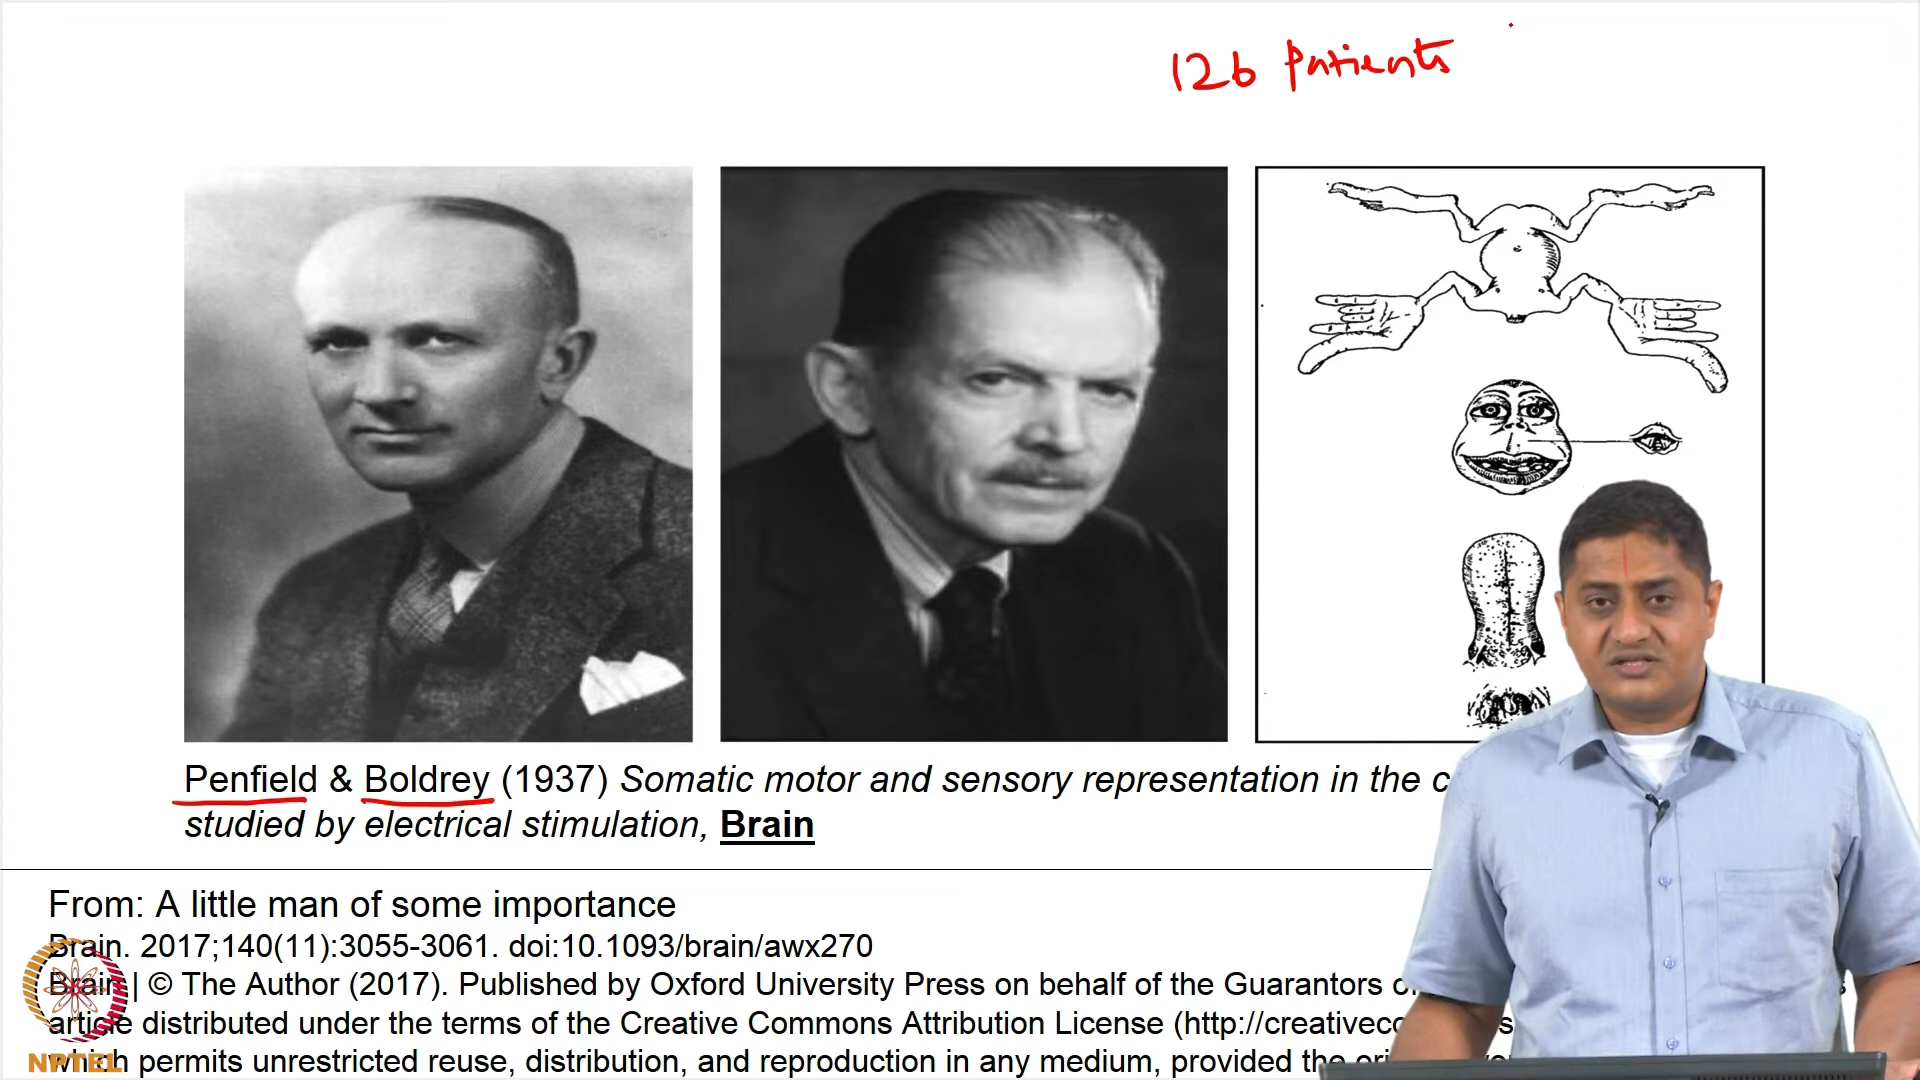 126 Patients
Penfield & Boldrey (1937) Somatic motor and sensory representation in the
studied by electrical stimulation, Brain
From: A little man of some importance
Brain. 2017;140(11):3055-3061. doi:10.1093/brain/awx270
Brain | © The Author (2017). Published by Oxford University Press on behalf of the Guarantors
article distributed under the terms of the Creative Commons Attribution License
which permits unrestricted reuse, distribution, and reproduction in any medium, provided the
NPTEL